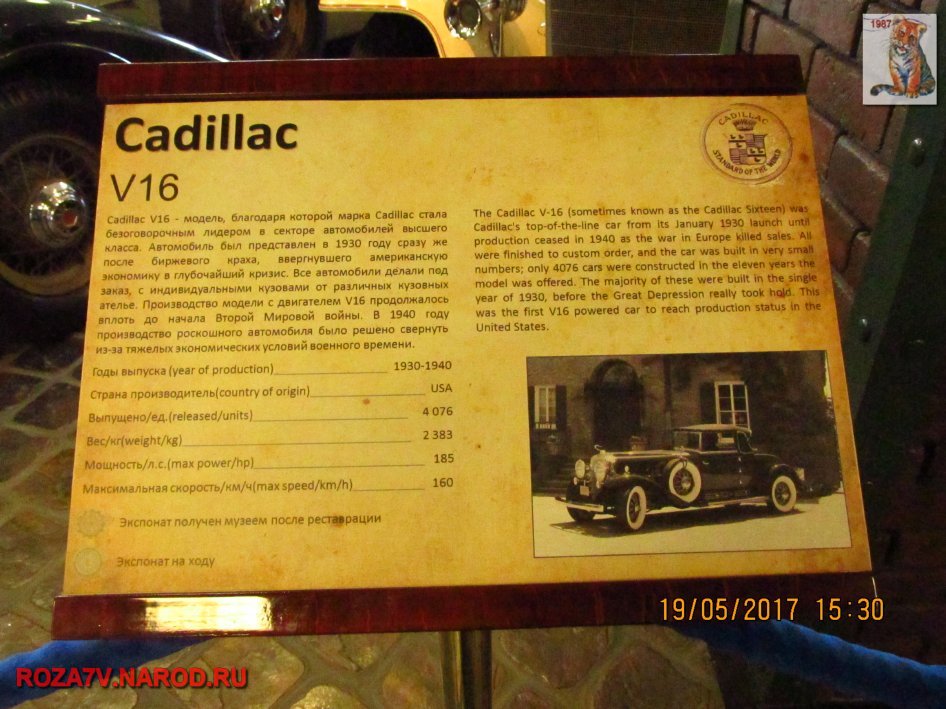 1987
Cadillac
V16
CADILLAC
STANDARD OF THE WORLD
Cadillac V16 - модель, благодаря которой марка Cadillac стала
безоговорочным лидером в секторе автомобилей высшего
класса. Автомобиль был представлен в 1930 году сразу же
после биржевого краха, ввергнувшего американскую
экономику в глубочайший кризис. Все автомобили делали под
заказ, с индивидуальными кузовами от различных кузовных
ателье. Производство модели с двигателем V16 продолжалось
вплоть до начала Второй Мировой войны. В 1940 году
производство роскошного автомобиля было решено свернуть
из-за тяжелых экономических условий военного времени.
The Cadillac V-16 (sometimes known as the Cadillac Sixteen) was
Cadillac's top-of-the-line car from its January 1930 launch until
production ceased in 1940 as the war in Europe killed sales. All
were finished to custom order, and the car was built in very small
numbers; only 4076 cars were constructed in the eleven years the
model was offered. The majority of these were built in the single
year of 1930, before the Great Depression really took hold. This
was the first V16 powered car to reach production status in the
United States.
Годы выпуска (year of production) 1930-1940
Страна производитель(country of origin) USA
Выпущено/ед.(released/units) 4 076
Вес/кг(weight/kg) 2 383
Мощность/л.с.(max power/hp) 185
Максимальная скорость/км/ч(max speed/km/h) 160
Экспонат получен музеем после реставрации
Экспонат на ходу
19/05/2017 15:30
ROZA7V.NAROD.RU